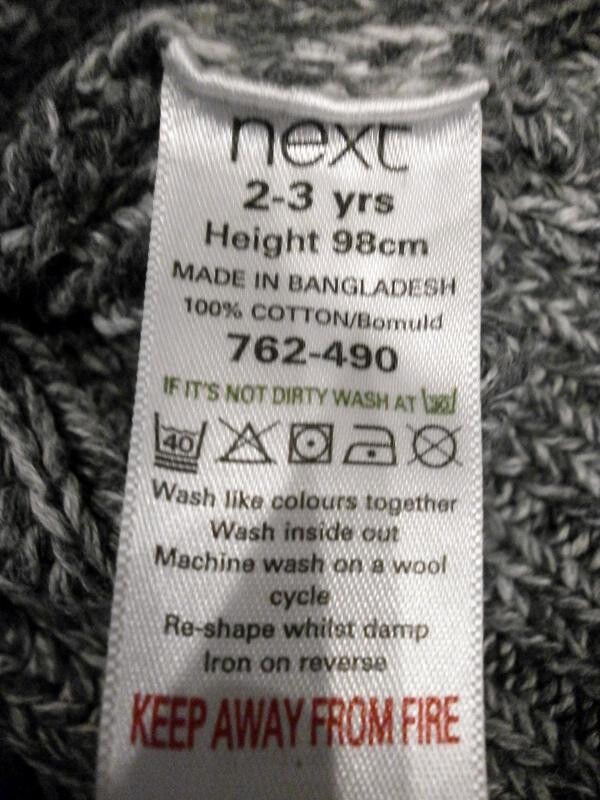 next
2-3 yrs
Height 98cm
MADE IN BANGLADESH
100% COTTON/Bomuld
762-490
IF IT'S NOT DIRTY WASH AT 30
40
Wash like colours together
Wash inside out
Machine wash on a wool
cycle
Re-shape whilst damp
Iron on reverse
KEEP AWAY FROM FIRE